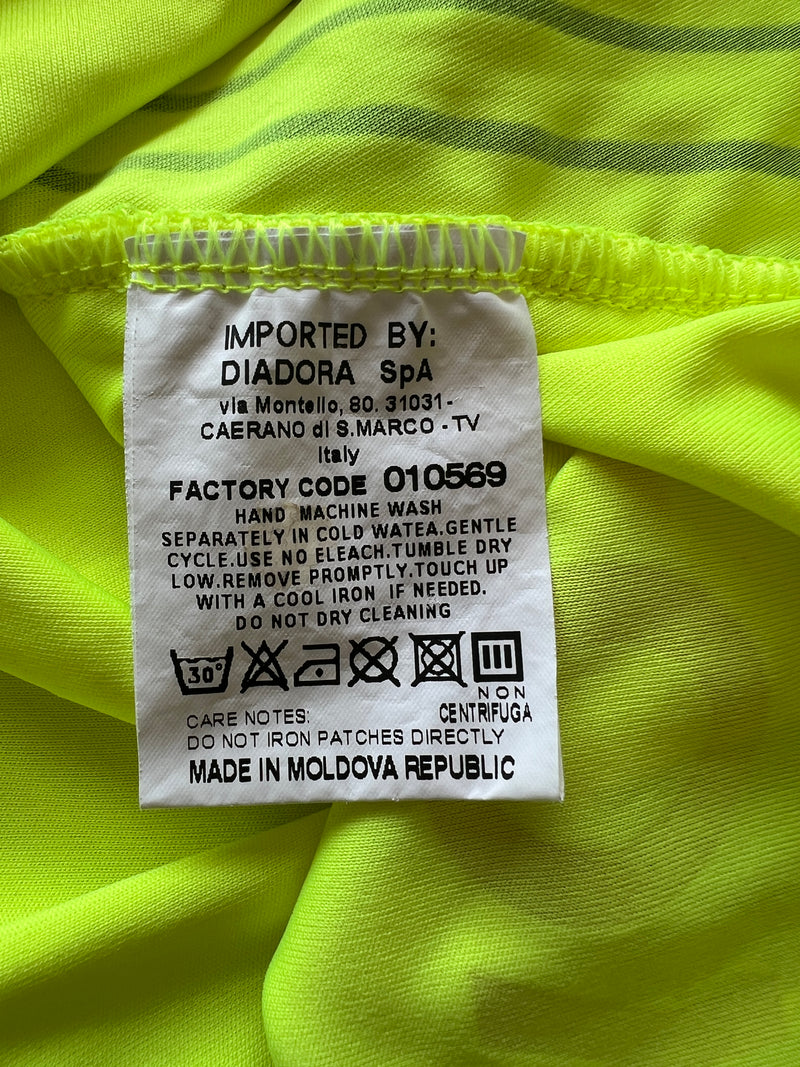 IMPORTED BY:
DIADORA SpA
via Montello, 80. 31031-
CAERANO di S.MARCO - TV
Italy
FACTORY CODE 010569
HAND MACHINE WASH
SEPARATELY IN COLD WATEA.GENTLE
CYCLE.USE NO ELEACH.TUMBLE DRY
LOW.REMOVE PROMPTLY.TOUCH UP
WITH A COOL IRON IF NEEDED.
DO NOT DRY CLEANING
30°
NON
CENTRIFUGA
CARE NOTES:
DO NOT IRON PATCHES DIRECTLY
MADE IN MOLDOVA REPUBLIC